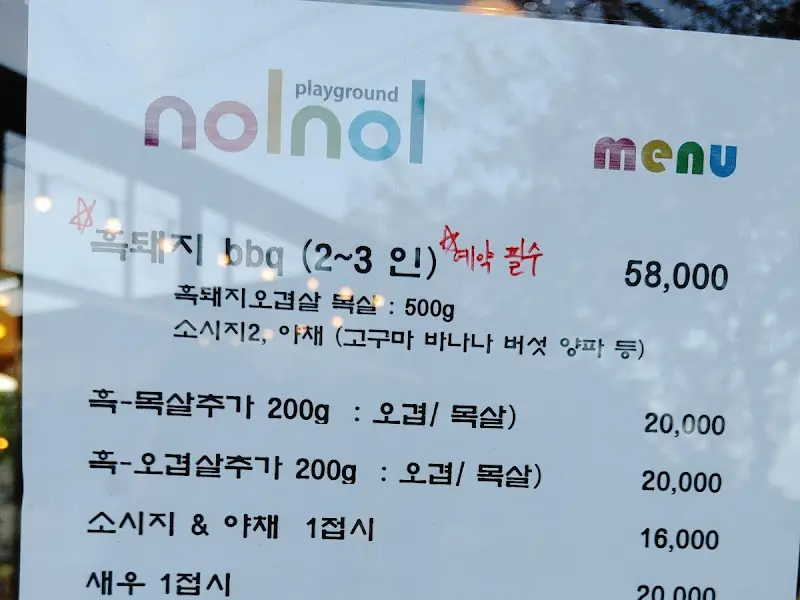 playground
nolnol
menu
☆흑돼지 bbq (2~3 인)☆예약 필수 58,000
흑돼지오겹살 목살 : 500g
소시지2, 야채 (고구마 바나나 버섯 양파 등)
흑-목살추가 200g : 오겹/ 목살) 20,000
흑-오겹살추가 200g : 오겹/ 목살) 20,000
소시지 & 야채 1접시 16,000
새우 1접시 20,000